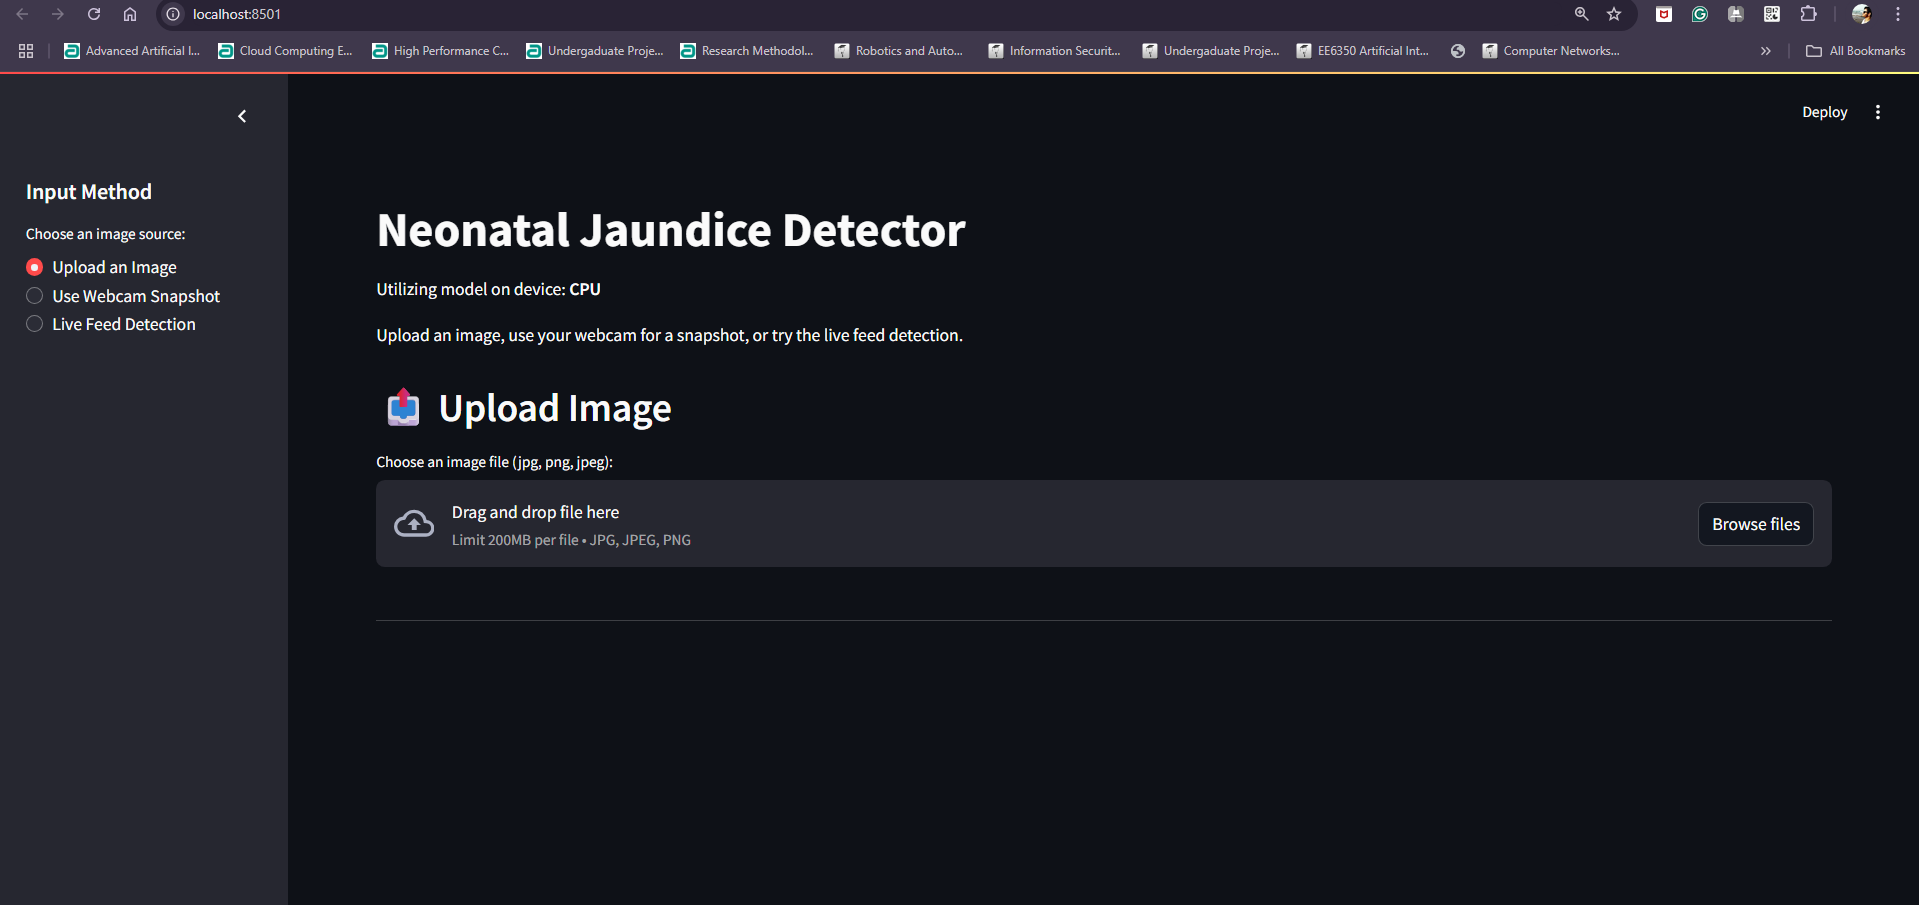 localhost:8501
Advanced Artificial I...
Cloud Computing E...
High Performance C...
Undergaduate Proje...
Research Methodol...
Robotics and Auto...
Information Securit...
Undergaduate Proje...
EE6350 Artificial Int...
Computer Networks...
All Bookmarks
Deploy
Input Method
Choose an image source:
Upload an Image
Use Webcam Snapshot
Live Feed Detection
Neonatal Jaundice Detector
Utilizing model on device: CPU
Upload an image, use your webcam for a snapshot, or try the live feed detection.
Upload Image
Choose an image file (jpg, png, jpeg):
Drag and drop file here
Limit 200MB per file • JPG, JPEG, PNG
Browse files